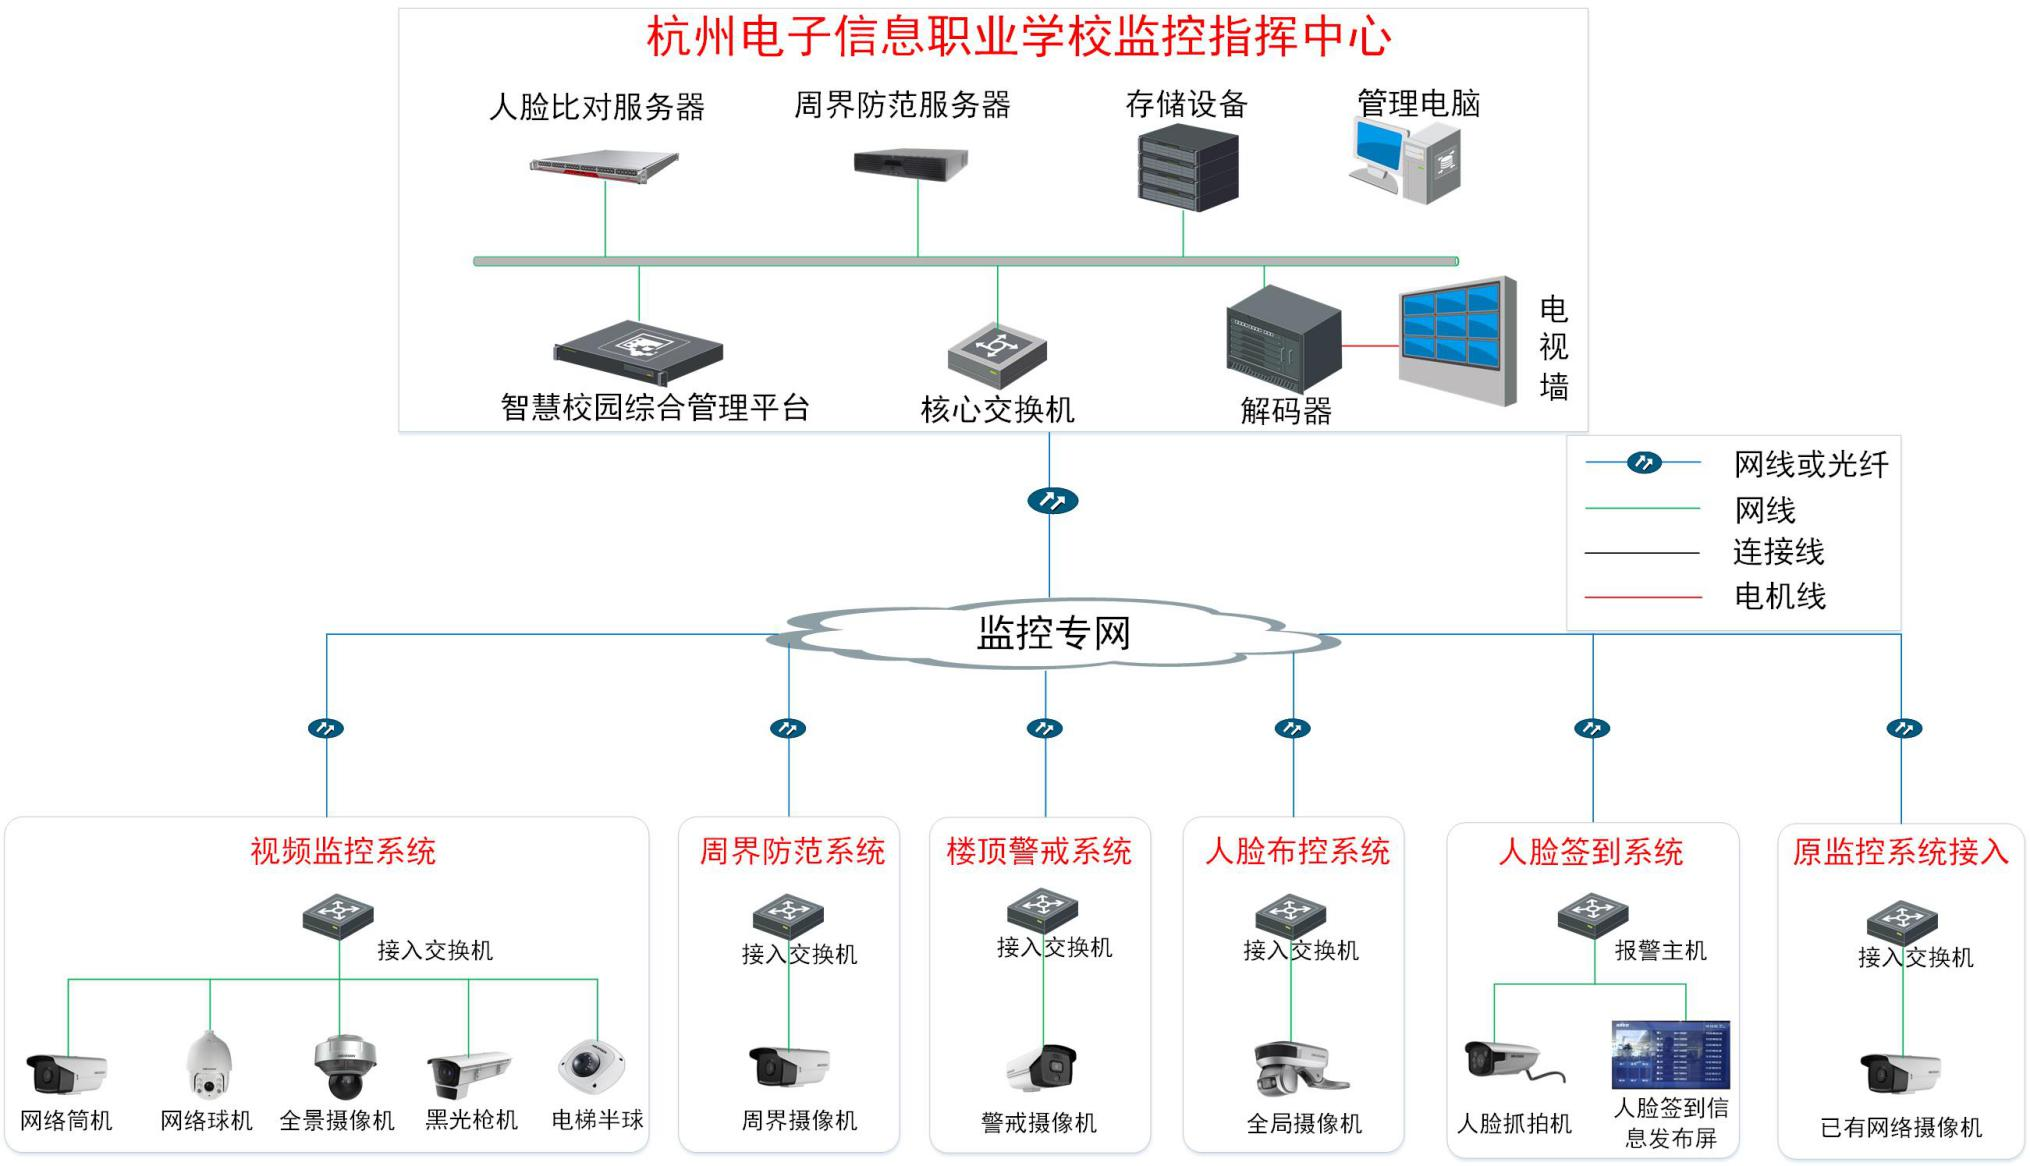 杭州电子信息职业学校监控指挥中心
人脸比对服务器
周界防范服务器
存储设备
管理电脑
电视墙
智慧校园综合管理平台
核心交换机
解码器
网线或光纤
网线
连接线
电机线
监控专网
视频监控系统
接入交换机
网络筒机
网络球机
全景摄像机
黑光枪机
电梯半球
周界防范系统
接入交换机
周界摄像机
楼顶警戒系统
接入交换机
警戒摄像机
人脸布控系统
接入交换机
全局摄像机
人脸签到系统
报警主机
人脸抓拍机
人脸签到信
息发布屏
原监控系统接入
接入交换机
已有网络摄像机